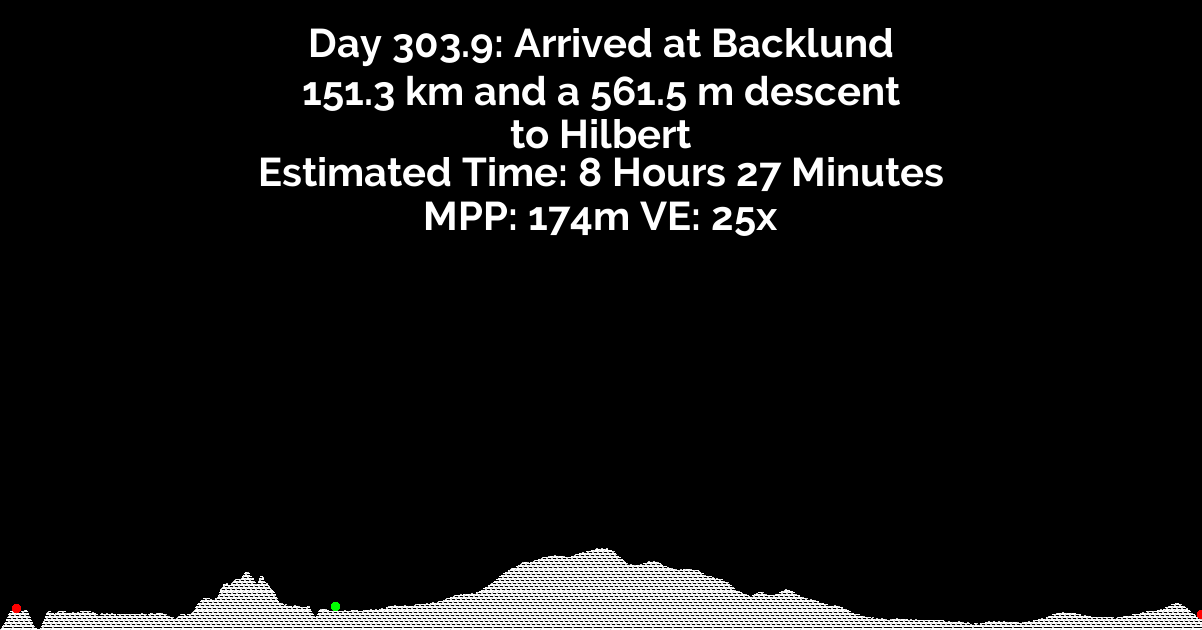 Day 303.9: Arrived at Backlund
151.3 km and a 561.5 m descent
to Hilbert
Estimated Time: 8 Hours 27 Minutes
MPP: 174m VE: 25x